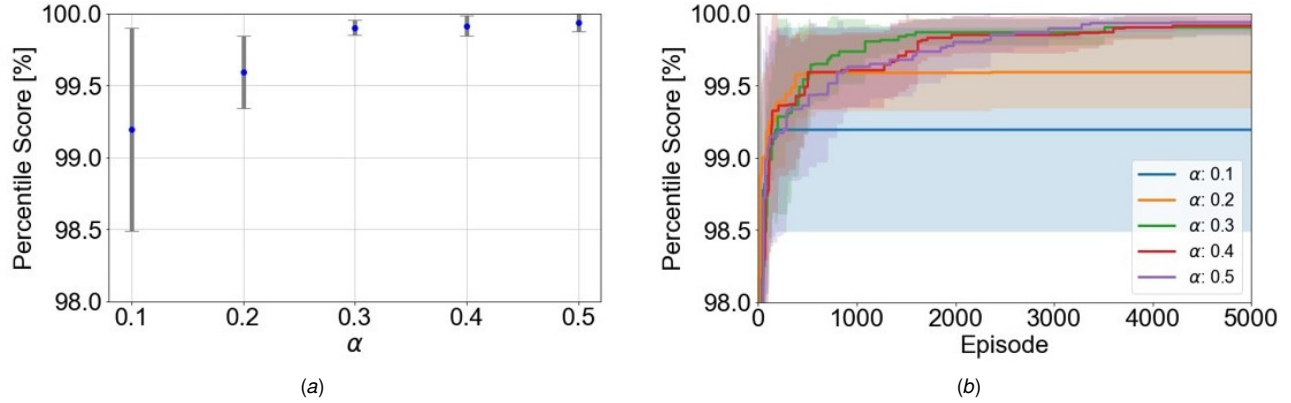 Percentile Score [%]
100.0
99.5
99.0
98.5
98.0
0.1 0.2 0.3 0.4 0.5
α
(a)
Percentile Score [%]
100.0
99.5
99.0
98.5
98.0
0 1000 2000 3000 4000 5000
Episode
α: 0.1
α: 0.2
α: 0.3
α: 0.4
α: 0.5
(b)